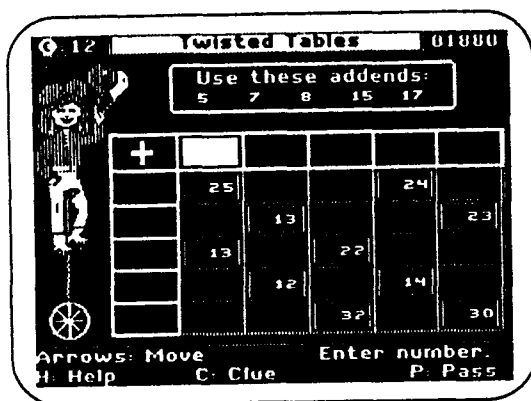 C: 12 Twisted Tables 01880
Use these addends:
5 7 8 15 17
+
25 24
13 23
13 22
12 14
32 30
Arrows: Move Enter number.
H: Help C: Clue P: Pass